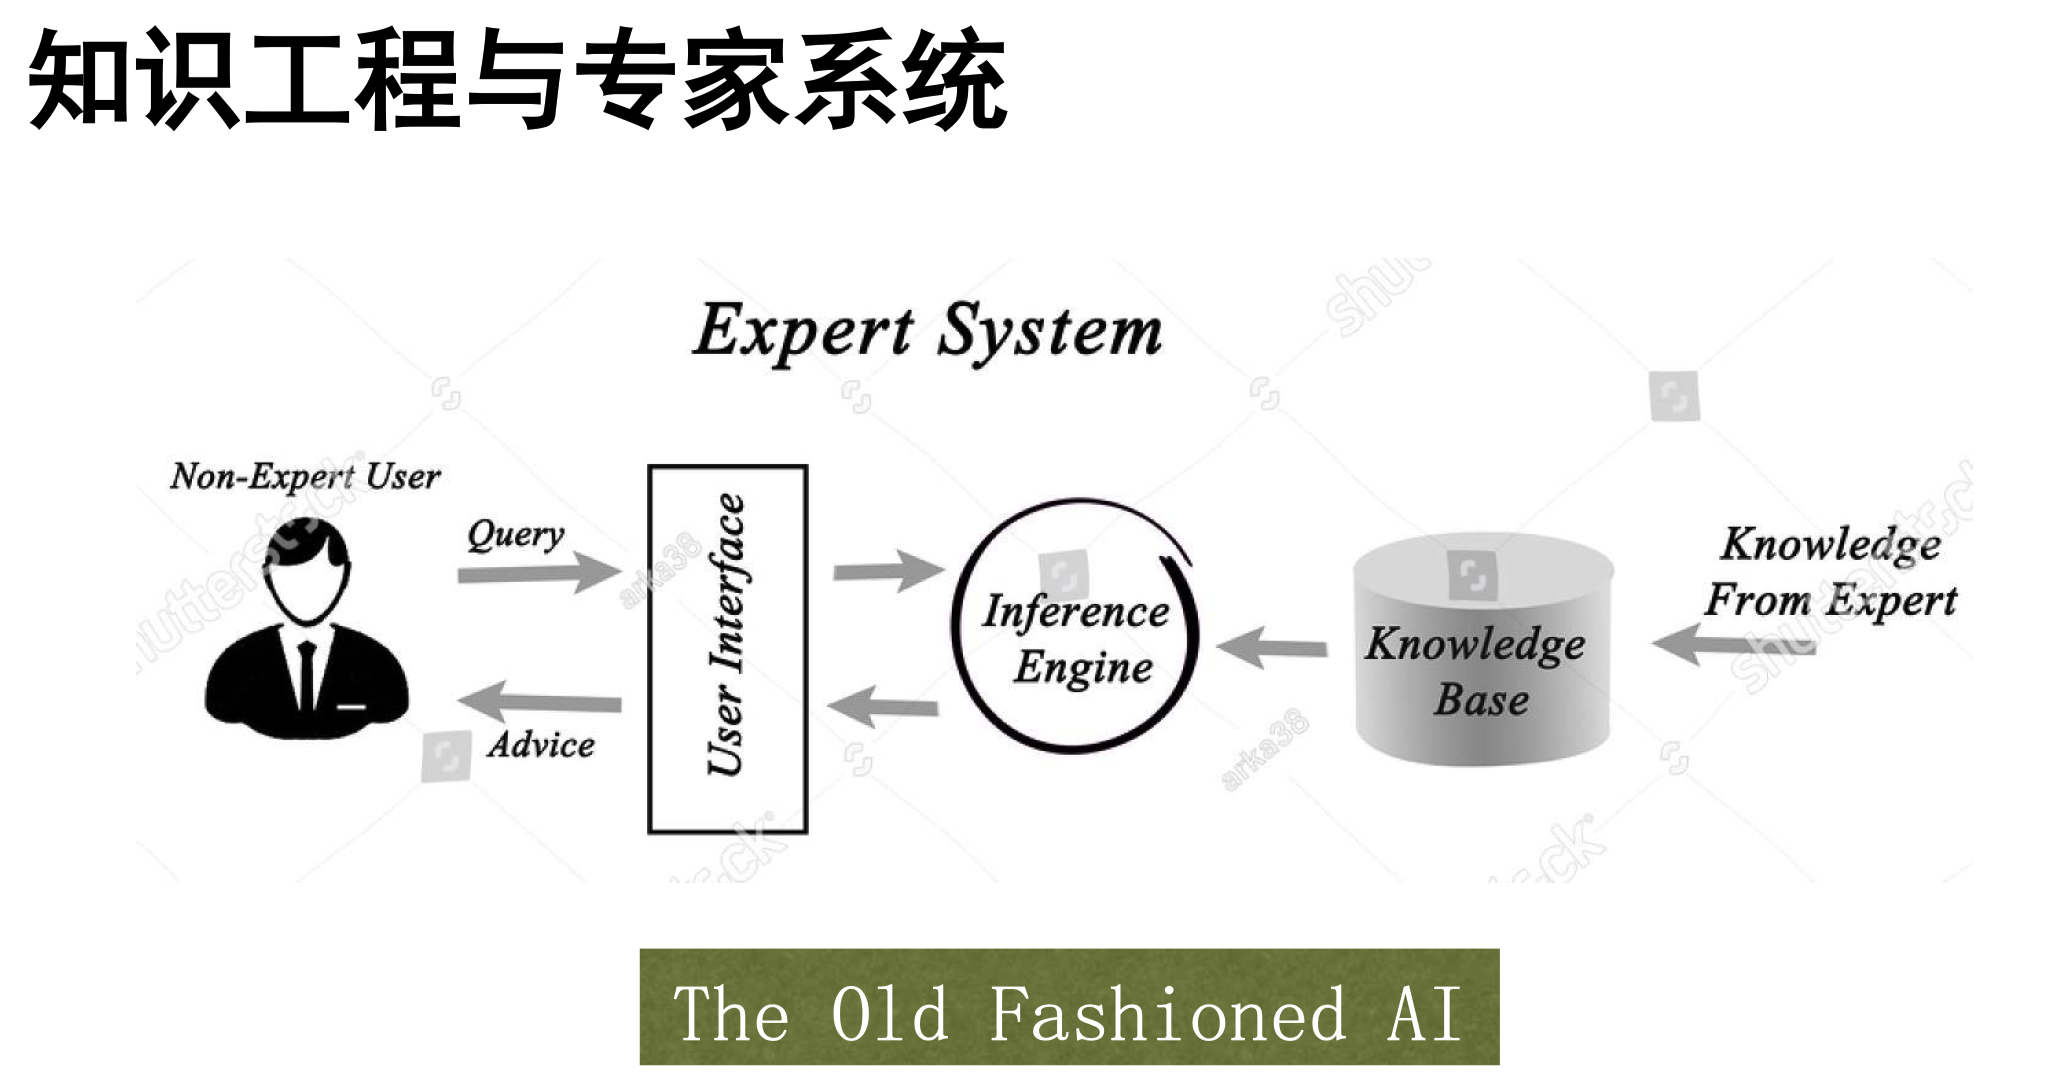 知识工程与专家系统
Expert System
Non-Expert User
Query
Advice
User Interface
Inference
Engine
Knowledge
Base
Knowledge
From Expert
shutterstock
arka38
arka38
The Old Fashioned AI